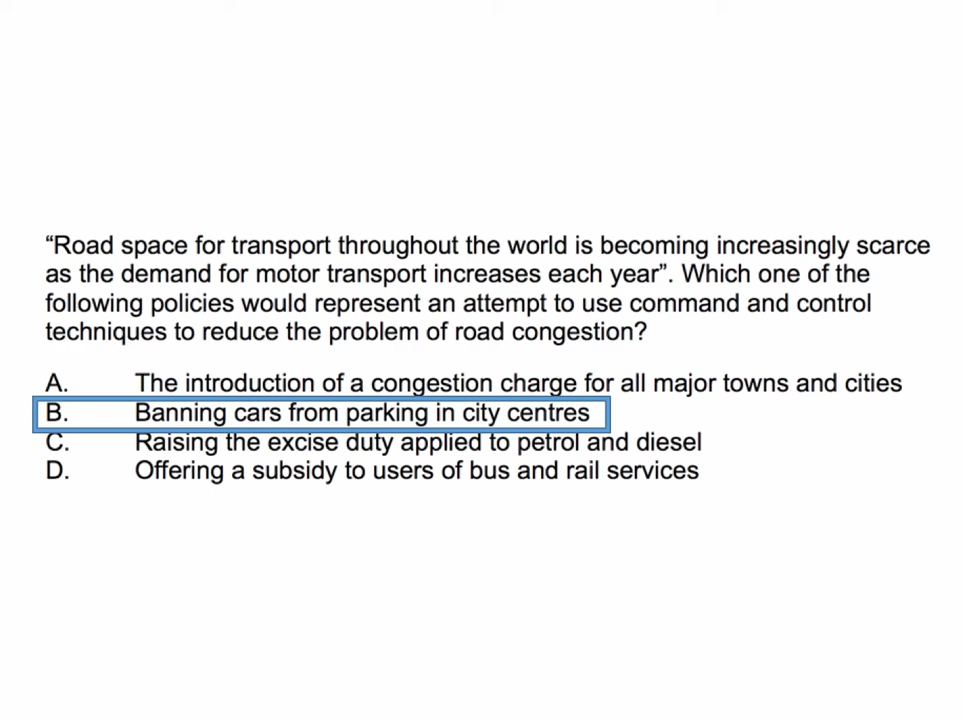 “Road space for transport throughout the world is becoming increasingly scarce
as the demand for motor transport increases each year”. Which one of the
following policies would represent an attempt to use command and control
techniques to reduce the problem of road congestion?
A. The introduction of a congestion charge for all major towns and cities
B. Banning cars from parking in city centres
C. Raising the excise duty applied to petrol and diesel
D. Offering a subsidy to users of bus and rail services